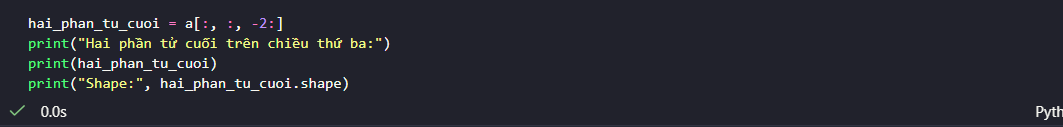 hai_phan_tu_cuoi = a[:, :, -2:]
print("Hai phần tử cuối trên chiều thứ ba:")
print(hai_phan_tu_cuoi)
print("Shape:", hai_phan_tu_cuoi.shape)
0.0s
Pyth